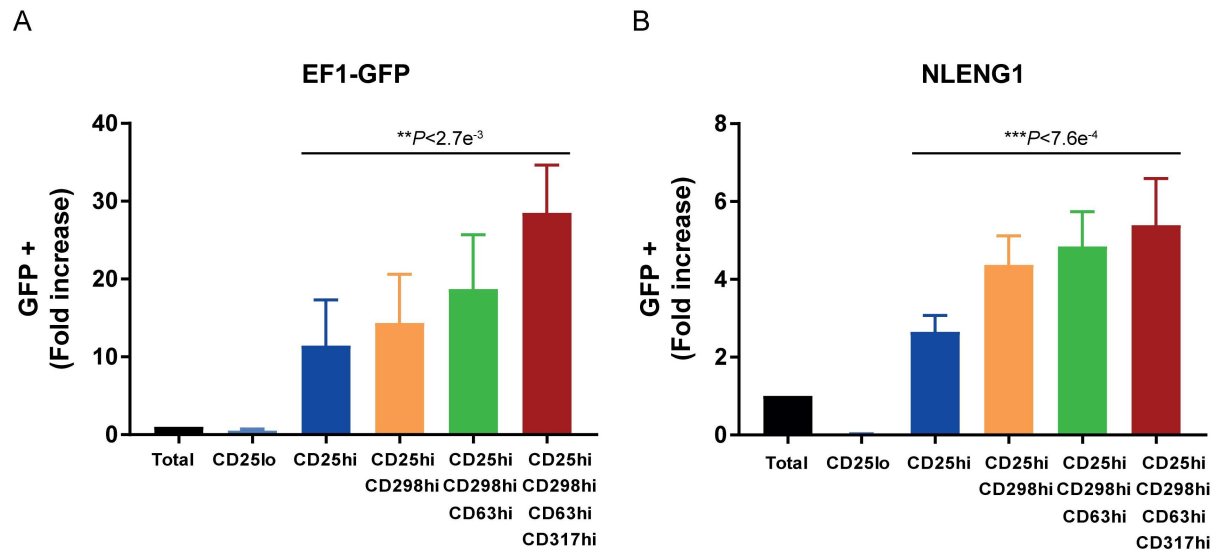 A
EF1-GFP
GFP +
(Fold increase)
40
30
20
10
0
**P<2.7e-3
Total
CD25lo
CD25hi
CD25hi
CD298hi
CD25hi
CD298hi
CD63hi
CD25hi
CD298hi
CD63hi
CD317hi
B
NLENG1
GFP +
(Fold increase)
8
6
4
2
0
***P<7.6e-4
Total
CD25lo
CD25hi
CD25hi
CD298hi
CD25hi
CD298hi
CD63hi
CD25hi
CD298hi
CD63hi
CD317hi